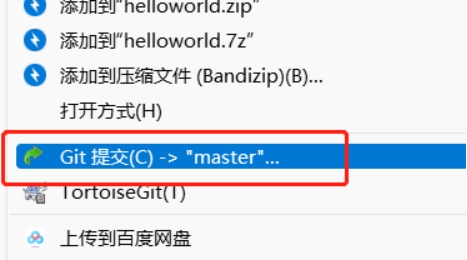 添加到“helloworld.zip”
添加到“helloworld.7z”
添加到压缩文件 (Bandizip)(B)...
打开方式(H)
Git 提交(C) -> "master"...
TortoiseGit(T)
上传到百度网盘